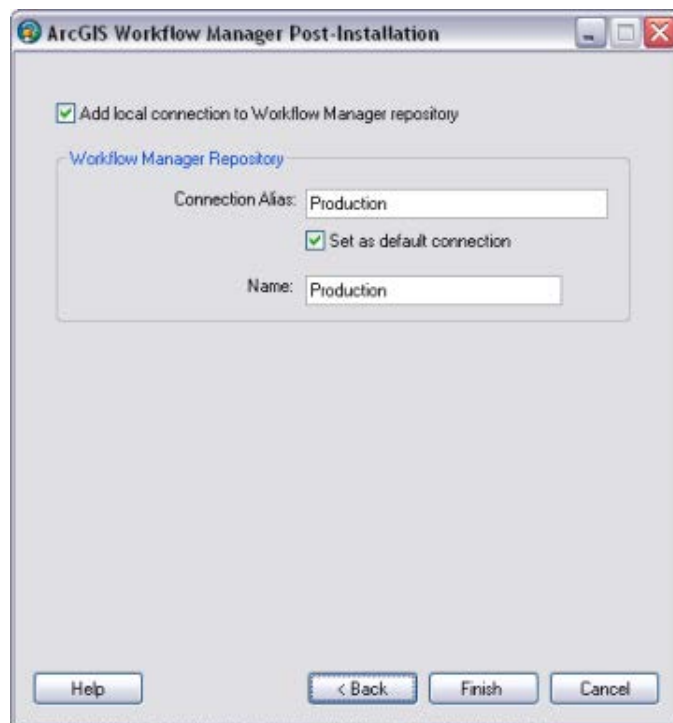 ArcGIS Workflow Manager Post-Installation
Add local connection to Workflow Manager repository
Workflow Manager Repository
Connection Alias: Production
Set as default connection
Name: Production
Help < Back Finish Cancel